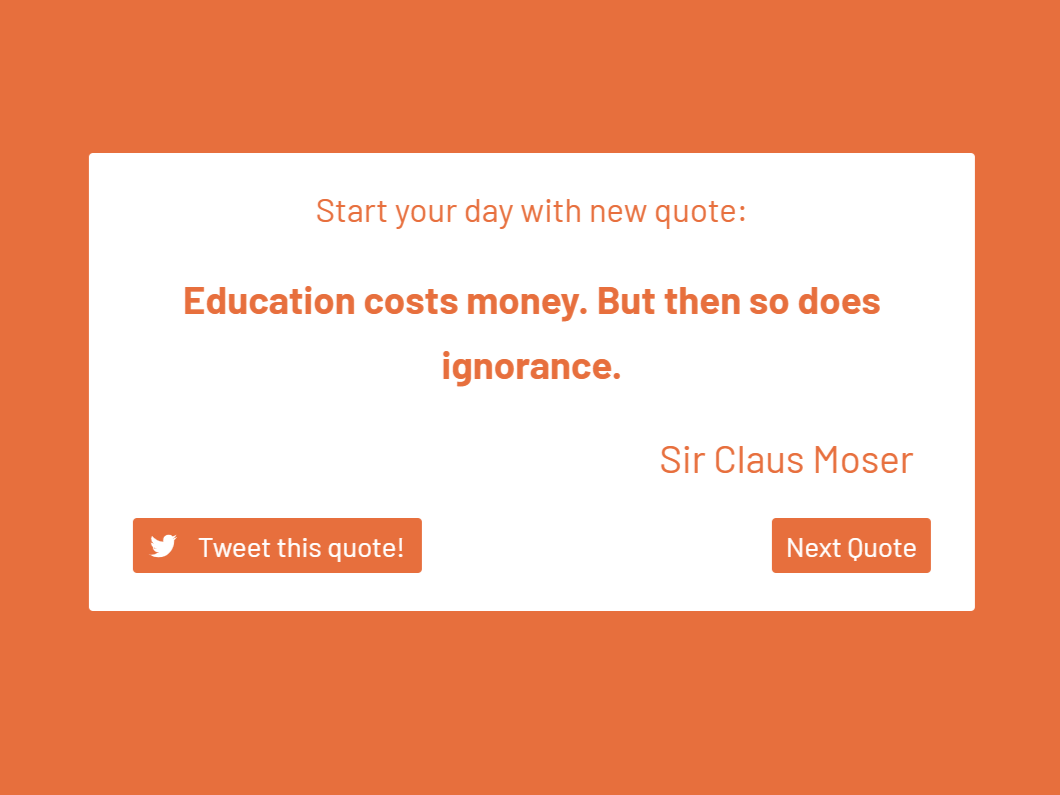 Start your day with new quote:
Education costs money. But then so does
ignorance.
Sir Claus Moser
Tweet this quote!
Next Quote